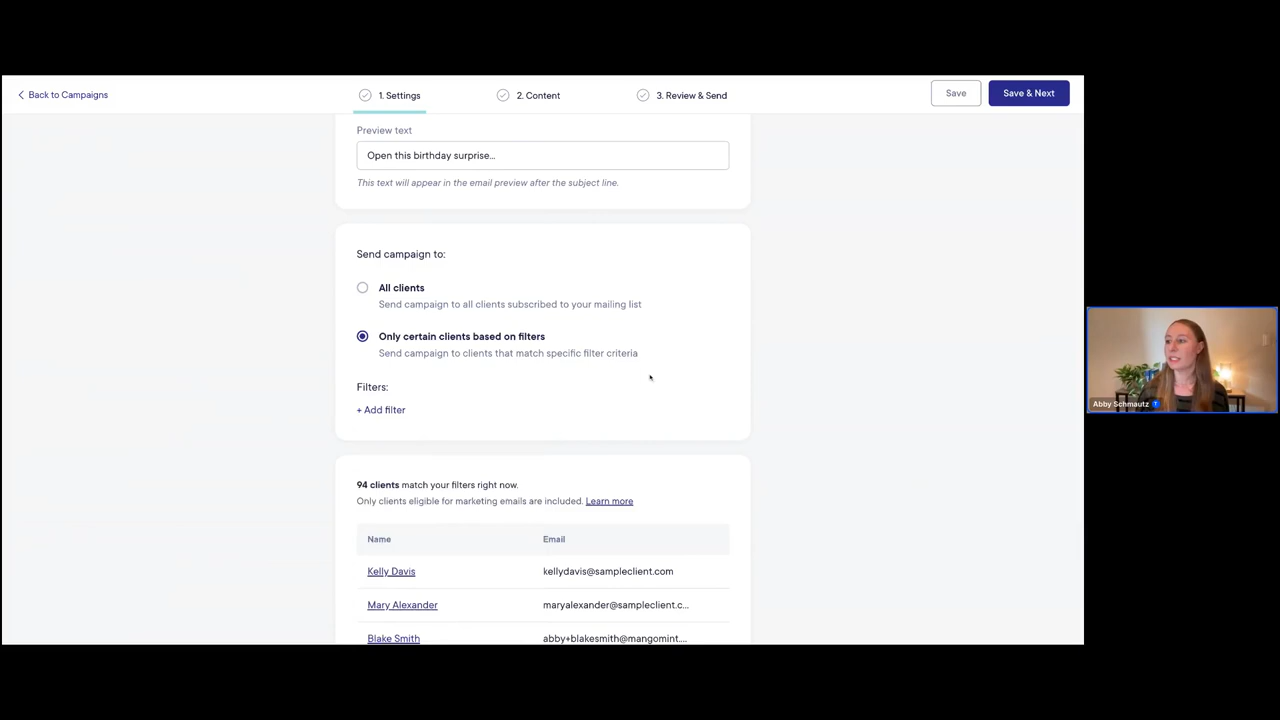 Back to Campaigns
1. Settings
2. Content
3. Review & Send
Save
Save & Next
Preview text
Open this birthday surprise...
This text will appear in the email preview after the subject line.
Send campaign to:
All clients
Send campaign to all clients subscribed to your mailing list
Only certain clients based on filters
Send campaign to clients that match specific filter criteria
Filters:
+ Add filter
94 clients match your filters right now.
Only clients eligible for marketing emails are included. Learn more
Name
Email
Kelly Davis
kellydavis@sampleclient.com
Mary Alexander
maryalexander@sampleclient.c...
Blake Smith
abby+blakesmith@mangomint....
Abby Schmautz